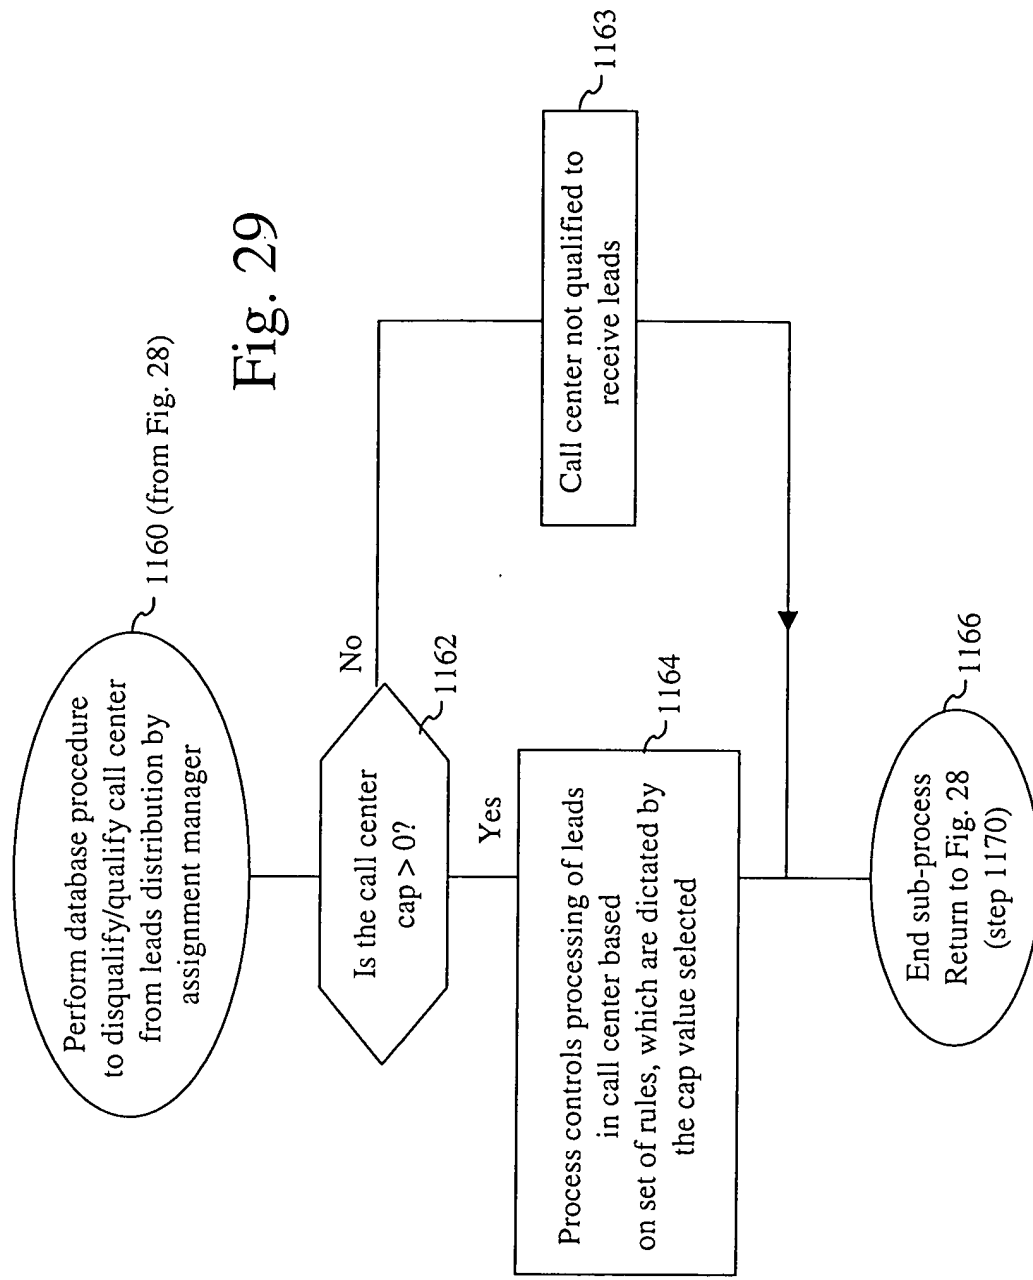 Perform database procedure
to disqualify/qualify call center
from leads distribution by
assignment manager
1160 (from Fig. 28)
Fig. 29
Is the call center
cap > 0?
No
1162
Yes
Call center not qualified to
receive leads
1163
Process controls processing of leads
in call center based
on set of rules, which are dictated by
the cap value selected
1164
End sub-process
Return to Fig. 28
(step 1170)
1166